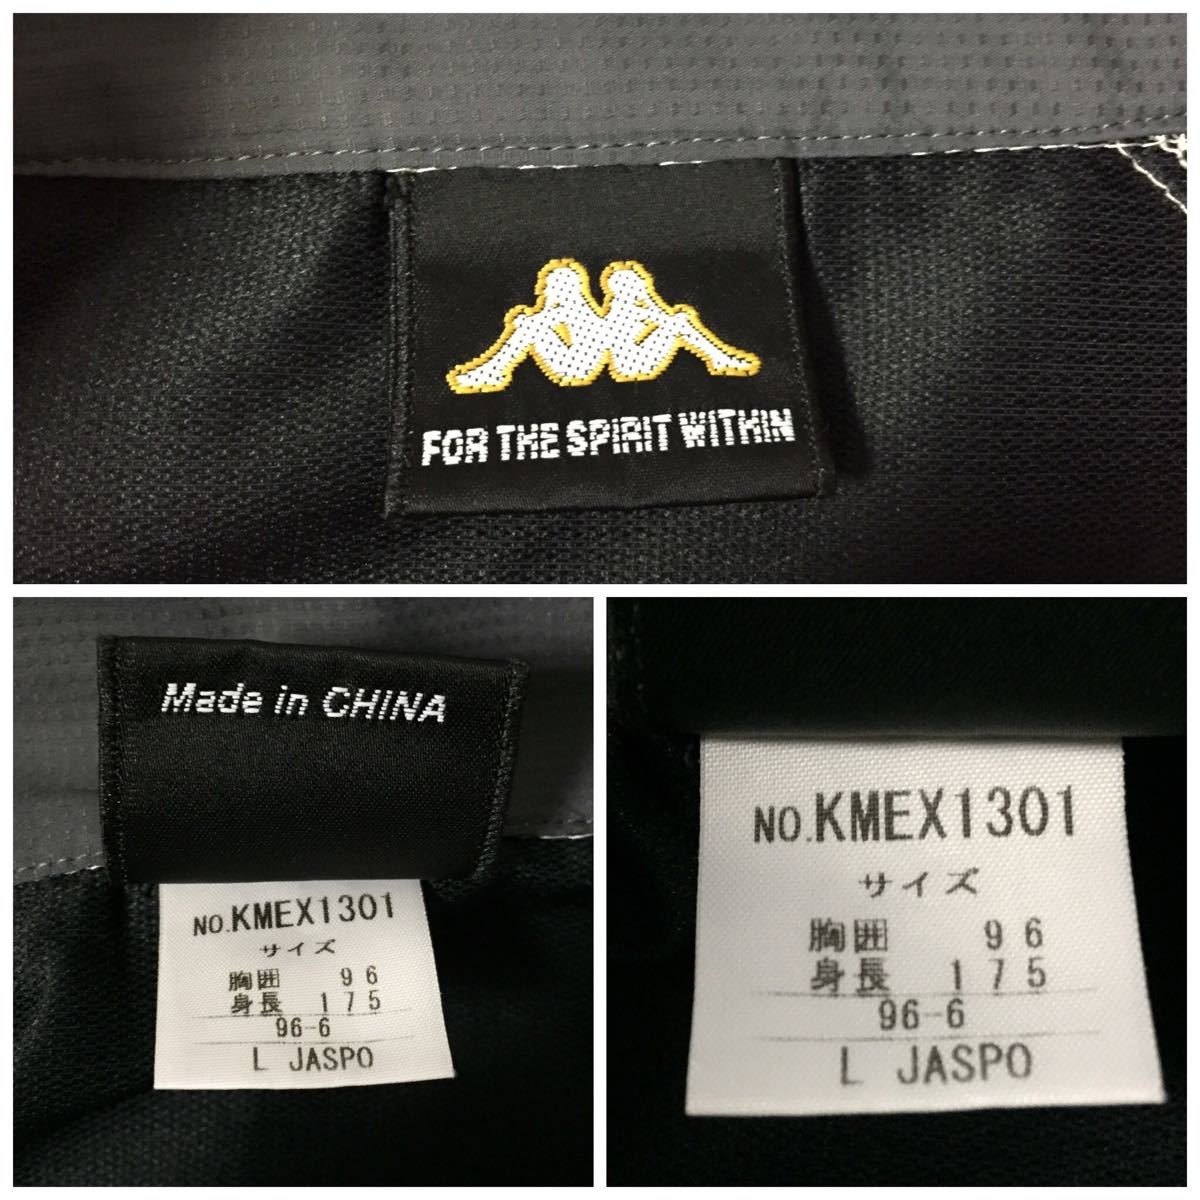 FOR THE SPIRIT WITHIN
Made in CHINA
NO.KMEX1301
サイズ
胸囲 96
身長 175
96-6
L JASPO
NO.KMEX1301
サイズ
胸囲 96
身長 175
96-6
L JASPO